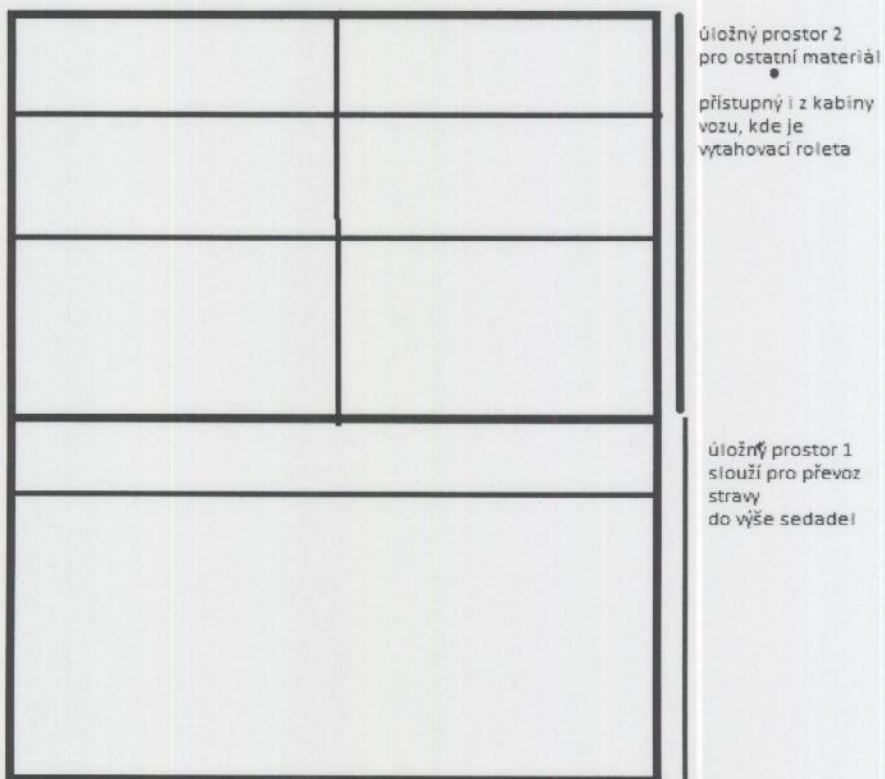 úložný prostor 2
pro ostatní materiál
přístupný i z kabiny
vozu, kde je
vytahovací roleta
úložný prostor 1
slouží pro převoz
stravy
do výše sedadel